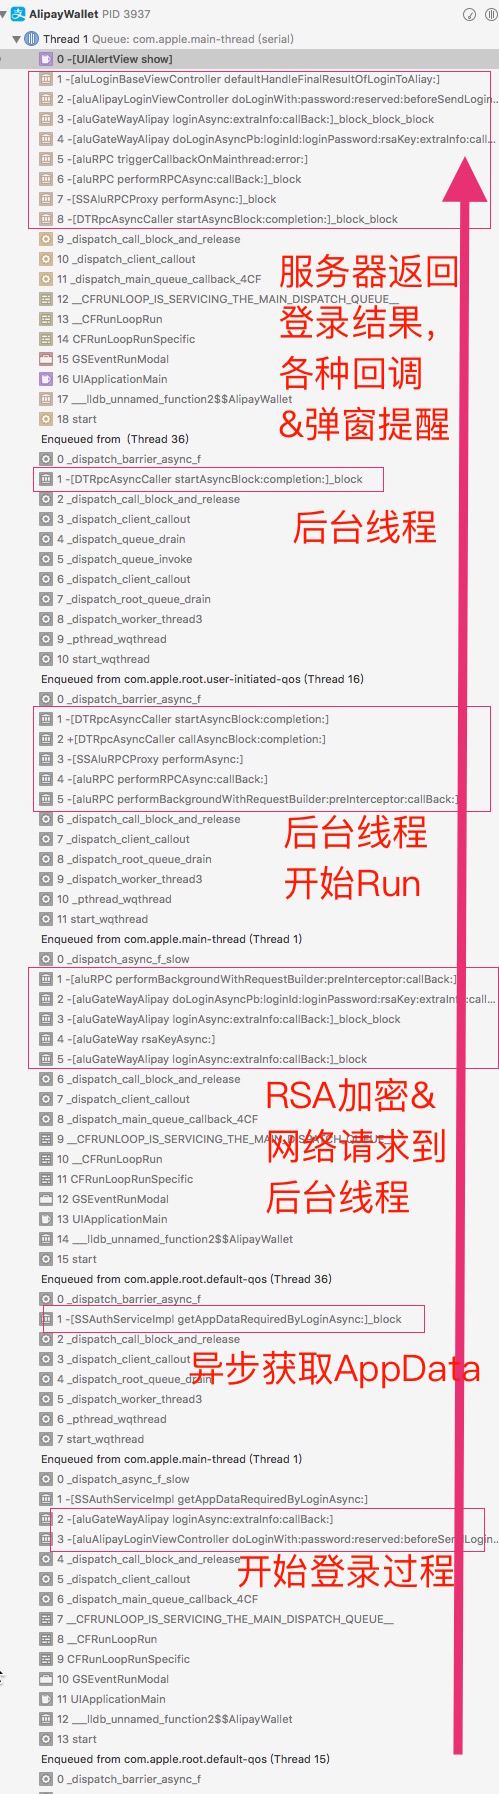 AlipayWallet PID 3937
Thread 1 Queue: com.apple.main-thread (serial)
0 -[UIAlertView show]
1 -[aluLoginBaseViewController defaultHandleFinalResultOfLoginToAliay:]
2 -[aluAlipayLoginViewController doLoginWith:password:reserved:beforeSendLogin...
3 -[aluGateWayAlipay loginAsync:extraInfo:callBack:]_block_block_block
4 -[aluGateWayAlipay doLoginAsyncPb:loginId:loginPassword:rsaKey:extraInfo:call...
5 -[aluRPC triggerCallbackOnMainthread:error:]
6 -[aluRPC performRPCAsync:callBack:]_block
7 -[SSAluRPCProxy performAsync:]_block
8 -[DTRpcAsyncCaller startAsyncBlock:completion:]_block_block
9 _dispatch_call_block_and_release
10 _dispatch_client_callout
11 _dispatch_main_queue_callback_4CF
12 __CFRUNLOOP_IS_SERVICING_THE_MAIN_DISPATCH_QUEUE__
13 __CFRunLoopRun
14 CFRunLoopRunSpecific
15 GSEventRunModal
16 UIApplicationMain
17 ___lldb_unnamed_function2$$AlipayWallet
18 start
服务器返回
登录结果,
各种回调
&弹窗提醒
Enqueued from (Thread 36)
0 _dispatch_barrier_async_f
1 -[DTRpcAsyncCaller startAsyncBlock:completion:]_block
2 _dispatch_call_block_and_release
3 _dispatch_client_callout
4 _dispatch_queue_drain
5 _dispatch_queue_invoke
6 _dispatch_client_callout
7 _dispatch_root_queue_drain
8 _dispatch_worker_thread3
9 _pthread_wqthread
10 start_wqthread
后台线程
Enqueued from com.apple.root.user-initiated-qos (Thread 16)
0 _dispatch_barrier_async_f
1 -[DTRpcAsyncCaller startAsyncBlock:completion:]
2 +[DTRpcAsyncCaller callAsyncBlock:completion:]
3 -[SSAluRPCProxy performAsync:]
4 -[aluRPC performRPCAsync:callBack:]
5 -[aluRPC performBackgroundWithRequestBuilder:preInterceptor:callBack:]
6 _dispatch_call_block_and_release
7 _dispatch_client_callout
8 _dispatch_root_queue_drain
9 _dispatch_worker_thread3
10 _pthread_wqthread
11 start_wqthread
后台线程
开始Run
Enqueued from com.apple.main-thread (Thread 1)
0 _dispatch_async_f_slow
1 -[aluRPC performBackgroundWithRequestBuilder:preInterceptor:callBack:]
2 -[aluGateWayAlipay doLoginAsyncPb:loginId:loginPassword:rsaKey:extraInfo:call...
3 -[aluGateWayAlipay loginAsync:extraInfo:callBack:]_block_block
4 -[aluGateWay rsaKeyAsync:]
5 -[aluGateWayAlipay loginAsync:extraInfo:callBack:]_block
6 _dispatch_call_block_and_release
7 _dispatch_client_callout
8 _dispatch_main_queue_callback_4CF
9 __CFRUNLOOP_IS_SERVICING_THE_MAIN_DISPATCH_QUEUE__
10 __CFRunLoopRun
11 CFRunLoopRunSpecific
12 GSEventRunModal
13 UIApplicationMain
14 ___lldb_unnamed_function2$$AlipayWallet
15 start
RSA加密&
网络请求到
后台线程
Enqueued from com.apple.root.default-qos (Thread 36)
0 _dispatch_barrier_async_f
1 -[SSAuthServiceImpl getAppDataRequiredByLoginAsync:]_block
2 _dispatch_call_block_and_release
3 _dispatch_client_callout
4 _dispatch_root_queue_drain
5 _dispatch_worker_thread3
6 _pthread_wqthread
7 start_wqthread
异步获取AppData
Enqueued from com.apple.main-thread (Thread 1)
0 _dispatch_async_f_slow
1 -[SSAuthServiceImpl getAppDataRequiredByLoginAsync:]
2 -[aluGateWayAlipay loginAsync:extraInfo:callBack:]
3 -[aluAlipayLoginViewController doLoginWith:password:reserved:beforeSendLogin...
4 _dispatch_call_block_and_release
5 _dispatch_client_callout
6 _dispatch_main_queue_callback_4CF
7 __CFRUNLOOP_IS_SERVICING_THE_MAIN_DISPATCH_QUEUE__
8 __CFRunLoopRun
9 CFRunLoopRunSpecific
10 GSEventRunModal
11 UIApplicationMain
12 ___lldb_unnamed_function2$$AlipayWallet
13 start
开始登录过程
Enqueued from com.apple.root.default-qos (Thread 15)
0 _dispatch_barrier_async_f